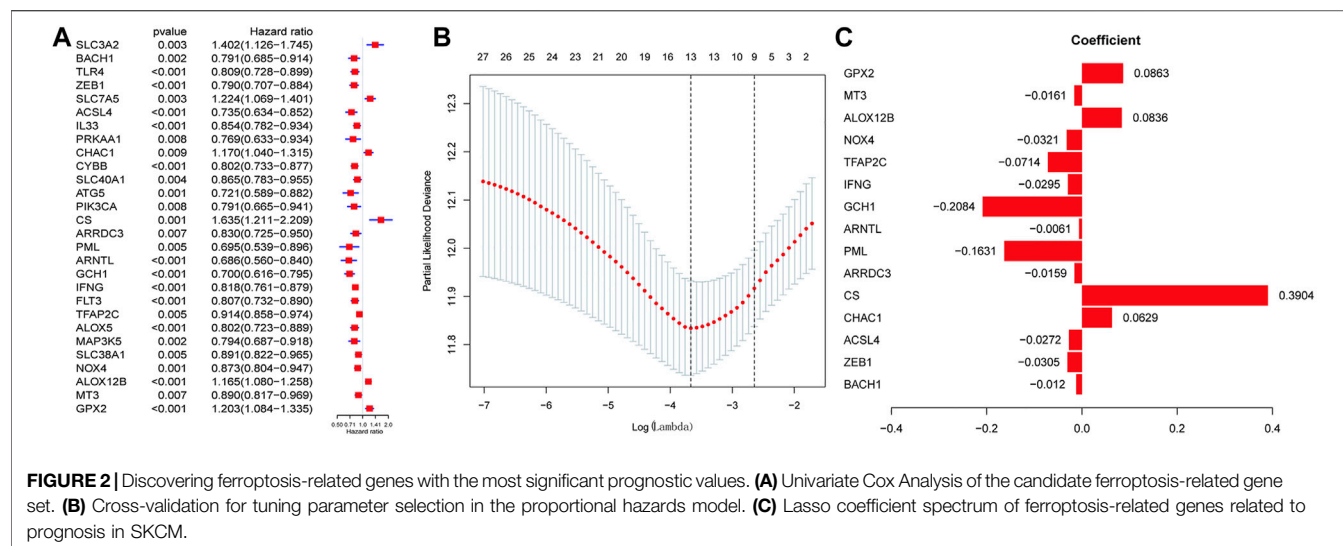 A
pvalue Hazard ratio
SLC3A2 0.003 1.402(1.126−1.745)
BACH1 0.002 0.791(0.685−0.914)
TLR4 <0.001 0.809(0.728−0.899)
ZEB1 <0.001 0.790(0.707−0.884)
SLC7A5 0.003 1.224(1.069−1.401)
ACSL4 <0.001 0.735(0.634−0.852)
IL33 <0.001 0.854(0.782−0.934)
PRKAA1 0.008 0.769(0.633−0.934)
CHAC1 0.009 1.170(1.040−1.315)
CYBB <0.001 0.802(0.733−0.877)
SLC40A1 0.004 0.865(0.783−0.955)
ATG5 0.001 0.721(0.589−0.882)
PIK3CA 0.008 0.791(0.665−0.941)
CS 0.001 1.635(1.211−2.209)
ARRDC3 0.007 0.830(0.725−0.950)
PML 0.005 0.695(0.539−0.896)
ARNTL <0.001 0.686(0.560−0.840)
GCH1 <0.001 0.700(0.616−0.795)
IFNG <0.001 0.818(0.761−0.879)
FLT3 <0.001 0.807(0.732−0.890)
TFAP2C 0.005 0.914(0.858−0.974)
ALOX5 <0.001 0.802(0.723−0.889)
MAP3K5 0.002 0.794(0.687−0.918)
SLC38A1 0.005 0.891(0.822−0.965)
NOX4 <0.001 0.873(0.804−0.947)
ALOX12B <0.001 1.165(1.080−1.258)
MT3 0.007 0.890(0.817−0.969)
GPX2 <0.001 1.203(1.084−1.335)
0.50 0.71 1.0 1.41 2.0
Hazard ratio
B
27 26 25 24 23 21 20 19 16 13 13 10 9 5 3 2
Partial Likelihood Deviance
12.3
12.2
12.1
12.0
11.9
11.8
−7 −6 −5 −4 −3 −2
Log(Lambda)
C
Coefficient
GPX2 0.0863
MT3 −0.0161
ALOX12B 0.0836
NOX4 −0.0321
TFAP2C −0.0714
IFNG −0.0295
GCH1 −0.2084
ARNTL −0.0061
PML −0.1631
ARRDC3 −0.0159
CS 0.3904
CHAC1 0.0629
ACSL4 −0.0272
ZEB1 −0.0305
BACH1 −0.012
−0.4 −0.2 0.0 0.2 0.4
FIGURE 2 | Discovering ferroptosis-related genes with the most significant prognostic values. (A) Univariate Cox Analysis of the candidate ferroptosis-related gene
set. (B) Cross-validation for tuning parameter selection in the proportional hazards model. (C) Lasso coefficient spectrum of ferroptosis-related genes related to
prognosis in SKCM.